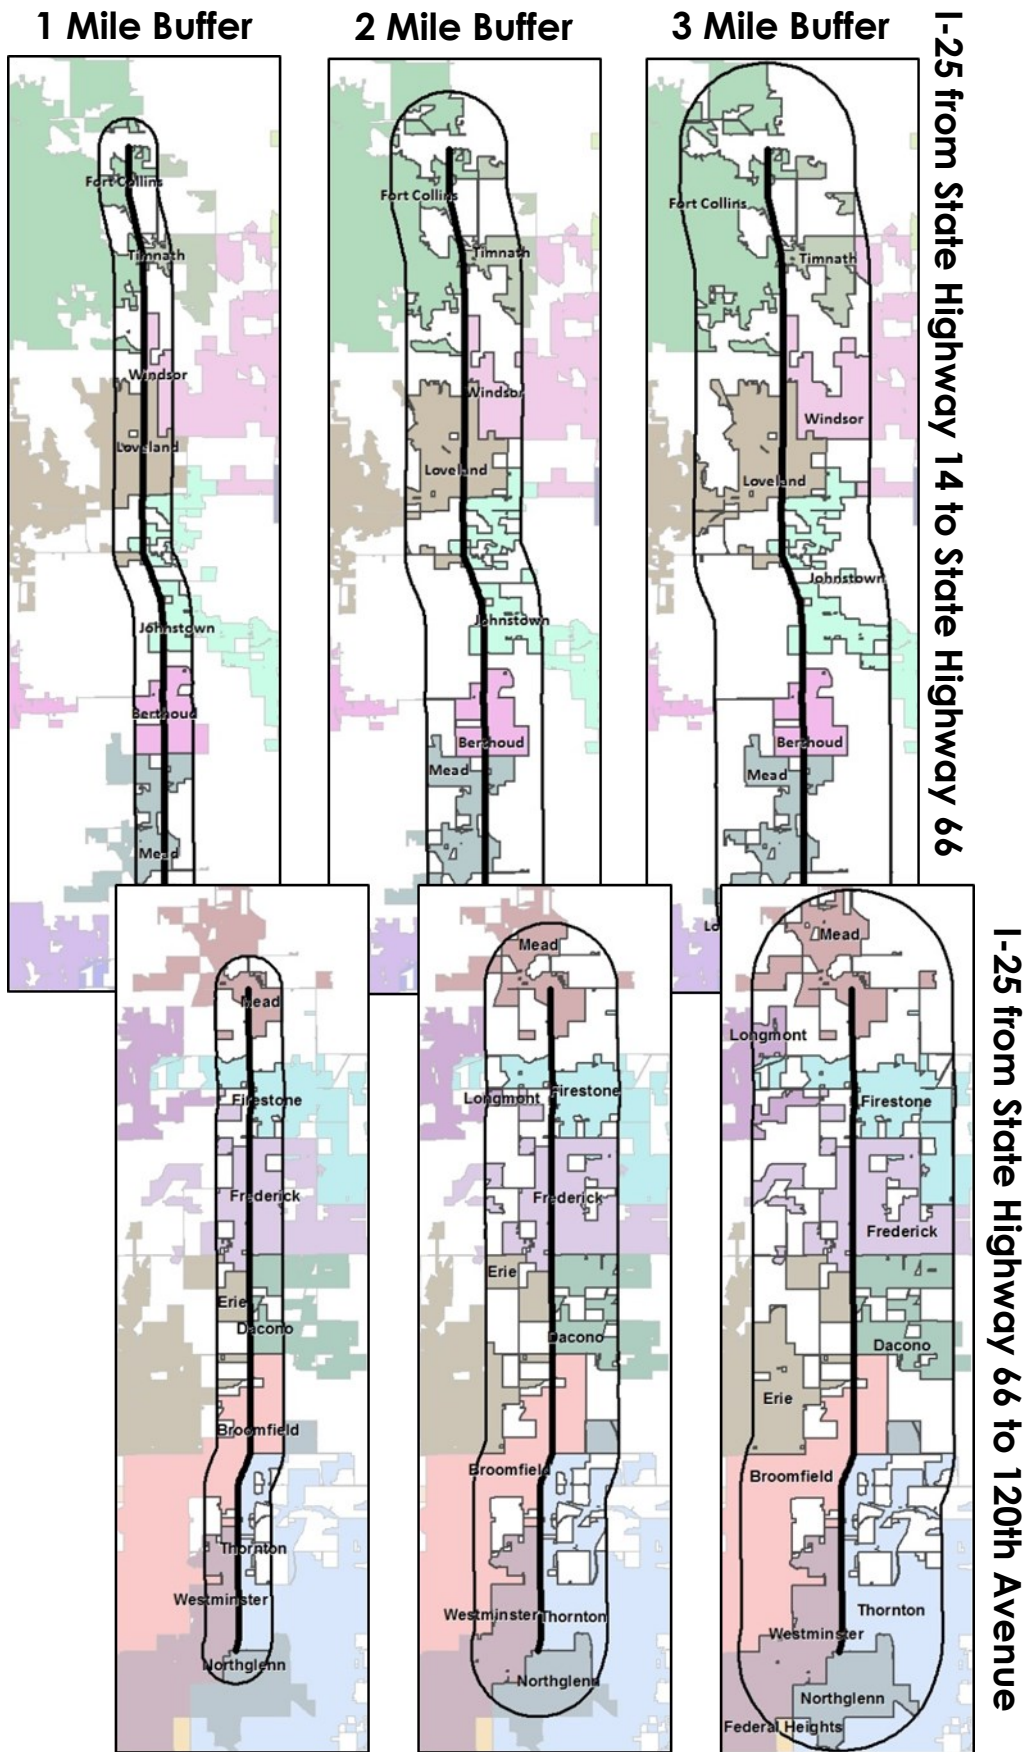 1 Mile Buffer
2 Mile Buffer
3 Mile Buffer
I-25 from State Highway 14 to State Highway 66
Fort Collins
Timnath
Windsor
Loveland
Johnstown
Berthoud
Mead
Fort Collins
Timnath
Windsor
Loveland
Johnstown
Berthoud
Mead
Fort Collins
Timnath
Windsor
Loveland
Johnstown
Berthoud
Mead
Lo
I-25 from State Highway 66 to 120th Avenue
Mead
Firestone
Frederick
Erie
Dacono
Broomfield
Thornton
Westminster
Northglenn
Mead
Longmont
Firestone
Frederick
Erie
Dacono
Broomfield
Westminster
Thornton
Northglenn
Mead
Longmont
Firestone
Frederick
Dacono
Erie
Broomfield
Thornton
Westminster
Northglenn
Federal Heights